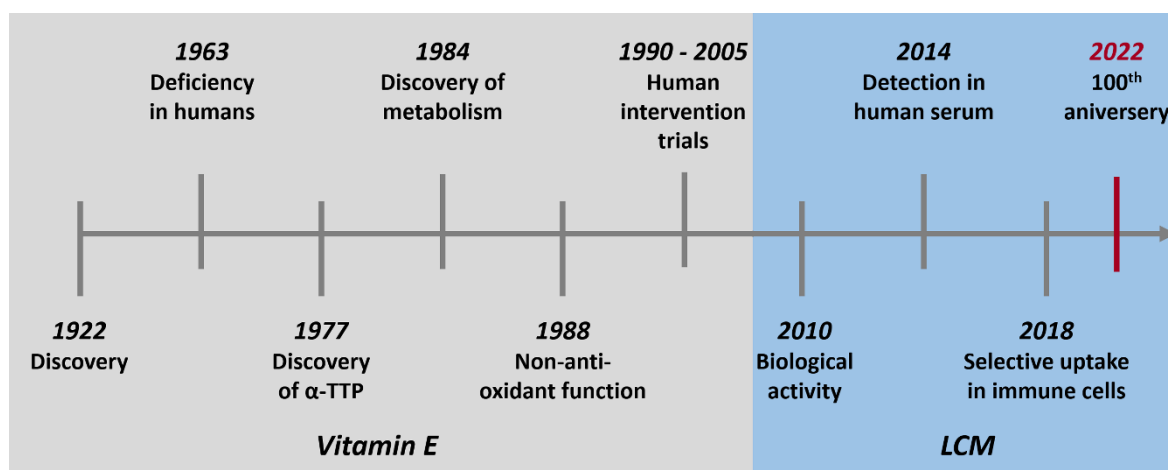 1963
Deficiency
in humans
1984
Discovery of
metabolism
1990 - 2005
Human
intervention
trials
2014
Detection in
human serum
2022
100th
aniversery
1922
Discovery
1977
Discovery
of α-TTP
1988
Non-anti-
oxidant function
2010
Biological
activity
2018
Selective uptake
in immune cells
Vitamin E
LCM